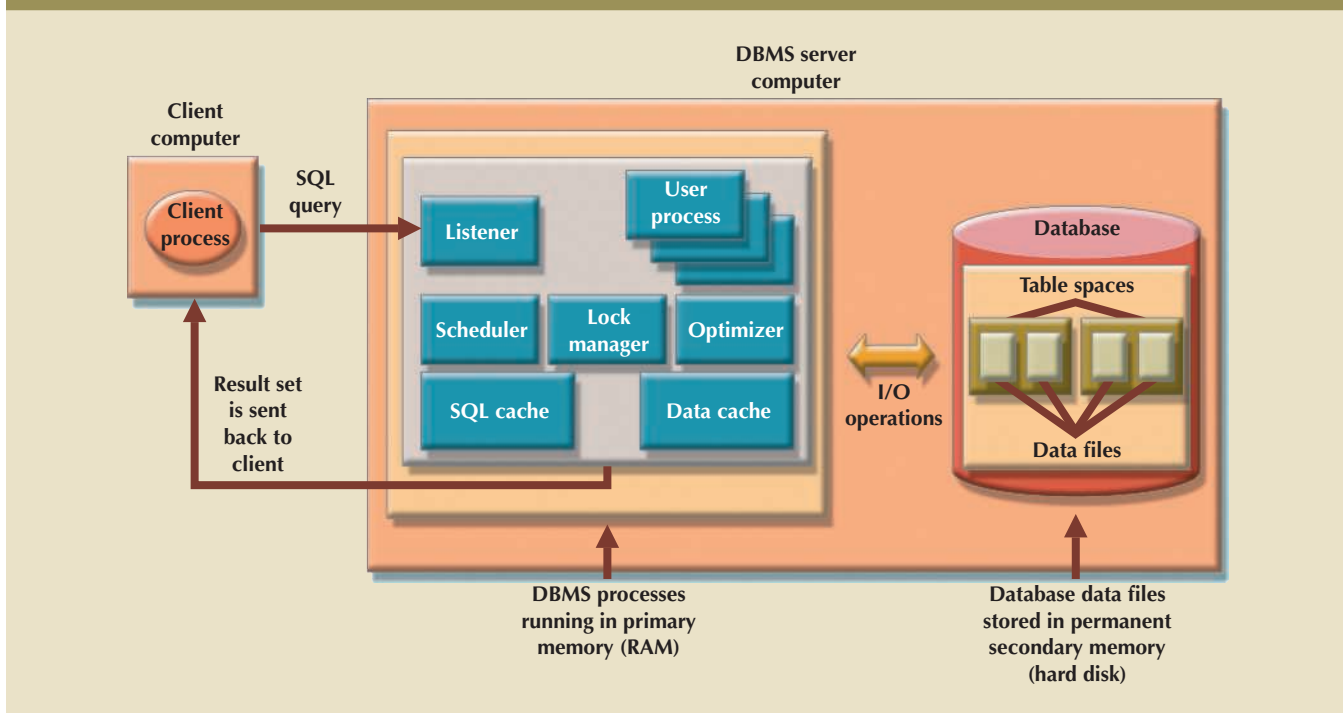 DBMS server
computer
Client
computer
SQL
query
Client
process
Listener
User
process
Scheduler
Lock
manager
Optimizer
SQL cache
Data cache
Result set
is sent
back to
client
I/O
operations
Database
Table spaces
Data files
DBMS processes
running in primary
memory (RAM)
Database data files
stored in permanent
secondary memory
(hard disk)